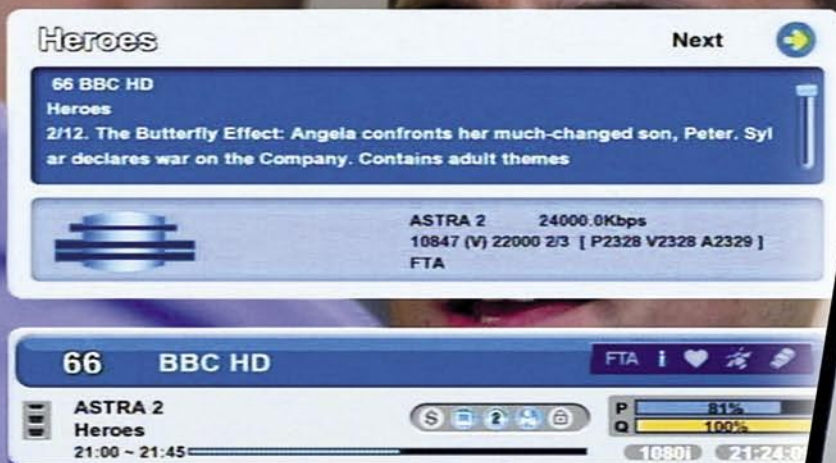 Heroes Next
66 BBC HD
Heroes
2/12. The Butterfly Effect: Angela confronts her much-changed son, Peter. Syl
ar declares war on the Company. Contains adult themes
ASTRA 2 24000.0Kbps
10847 (V) 22000 2/3 [ P2328 V2328 A2329 ]
FTA
66 BBC HD FTA i
ASTRA 2 S 2 P 81%
Heroes Q 100%
21:00 ~ 21:45 1080i